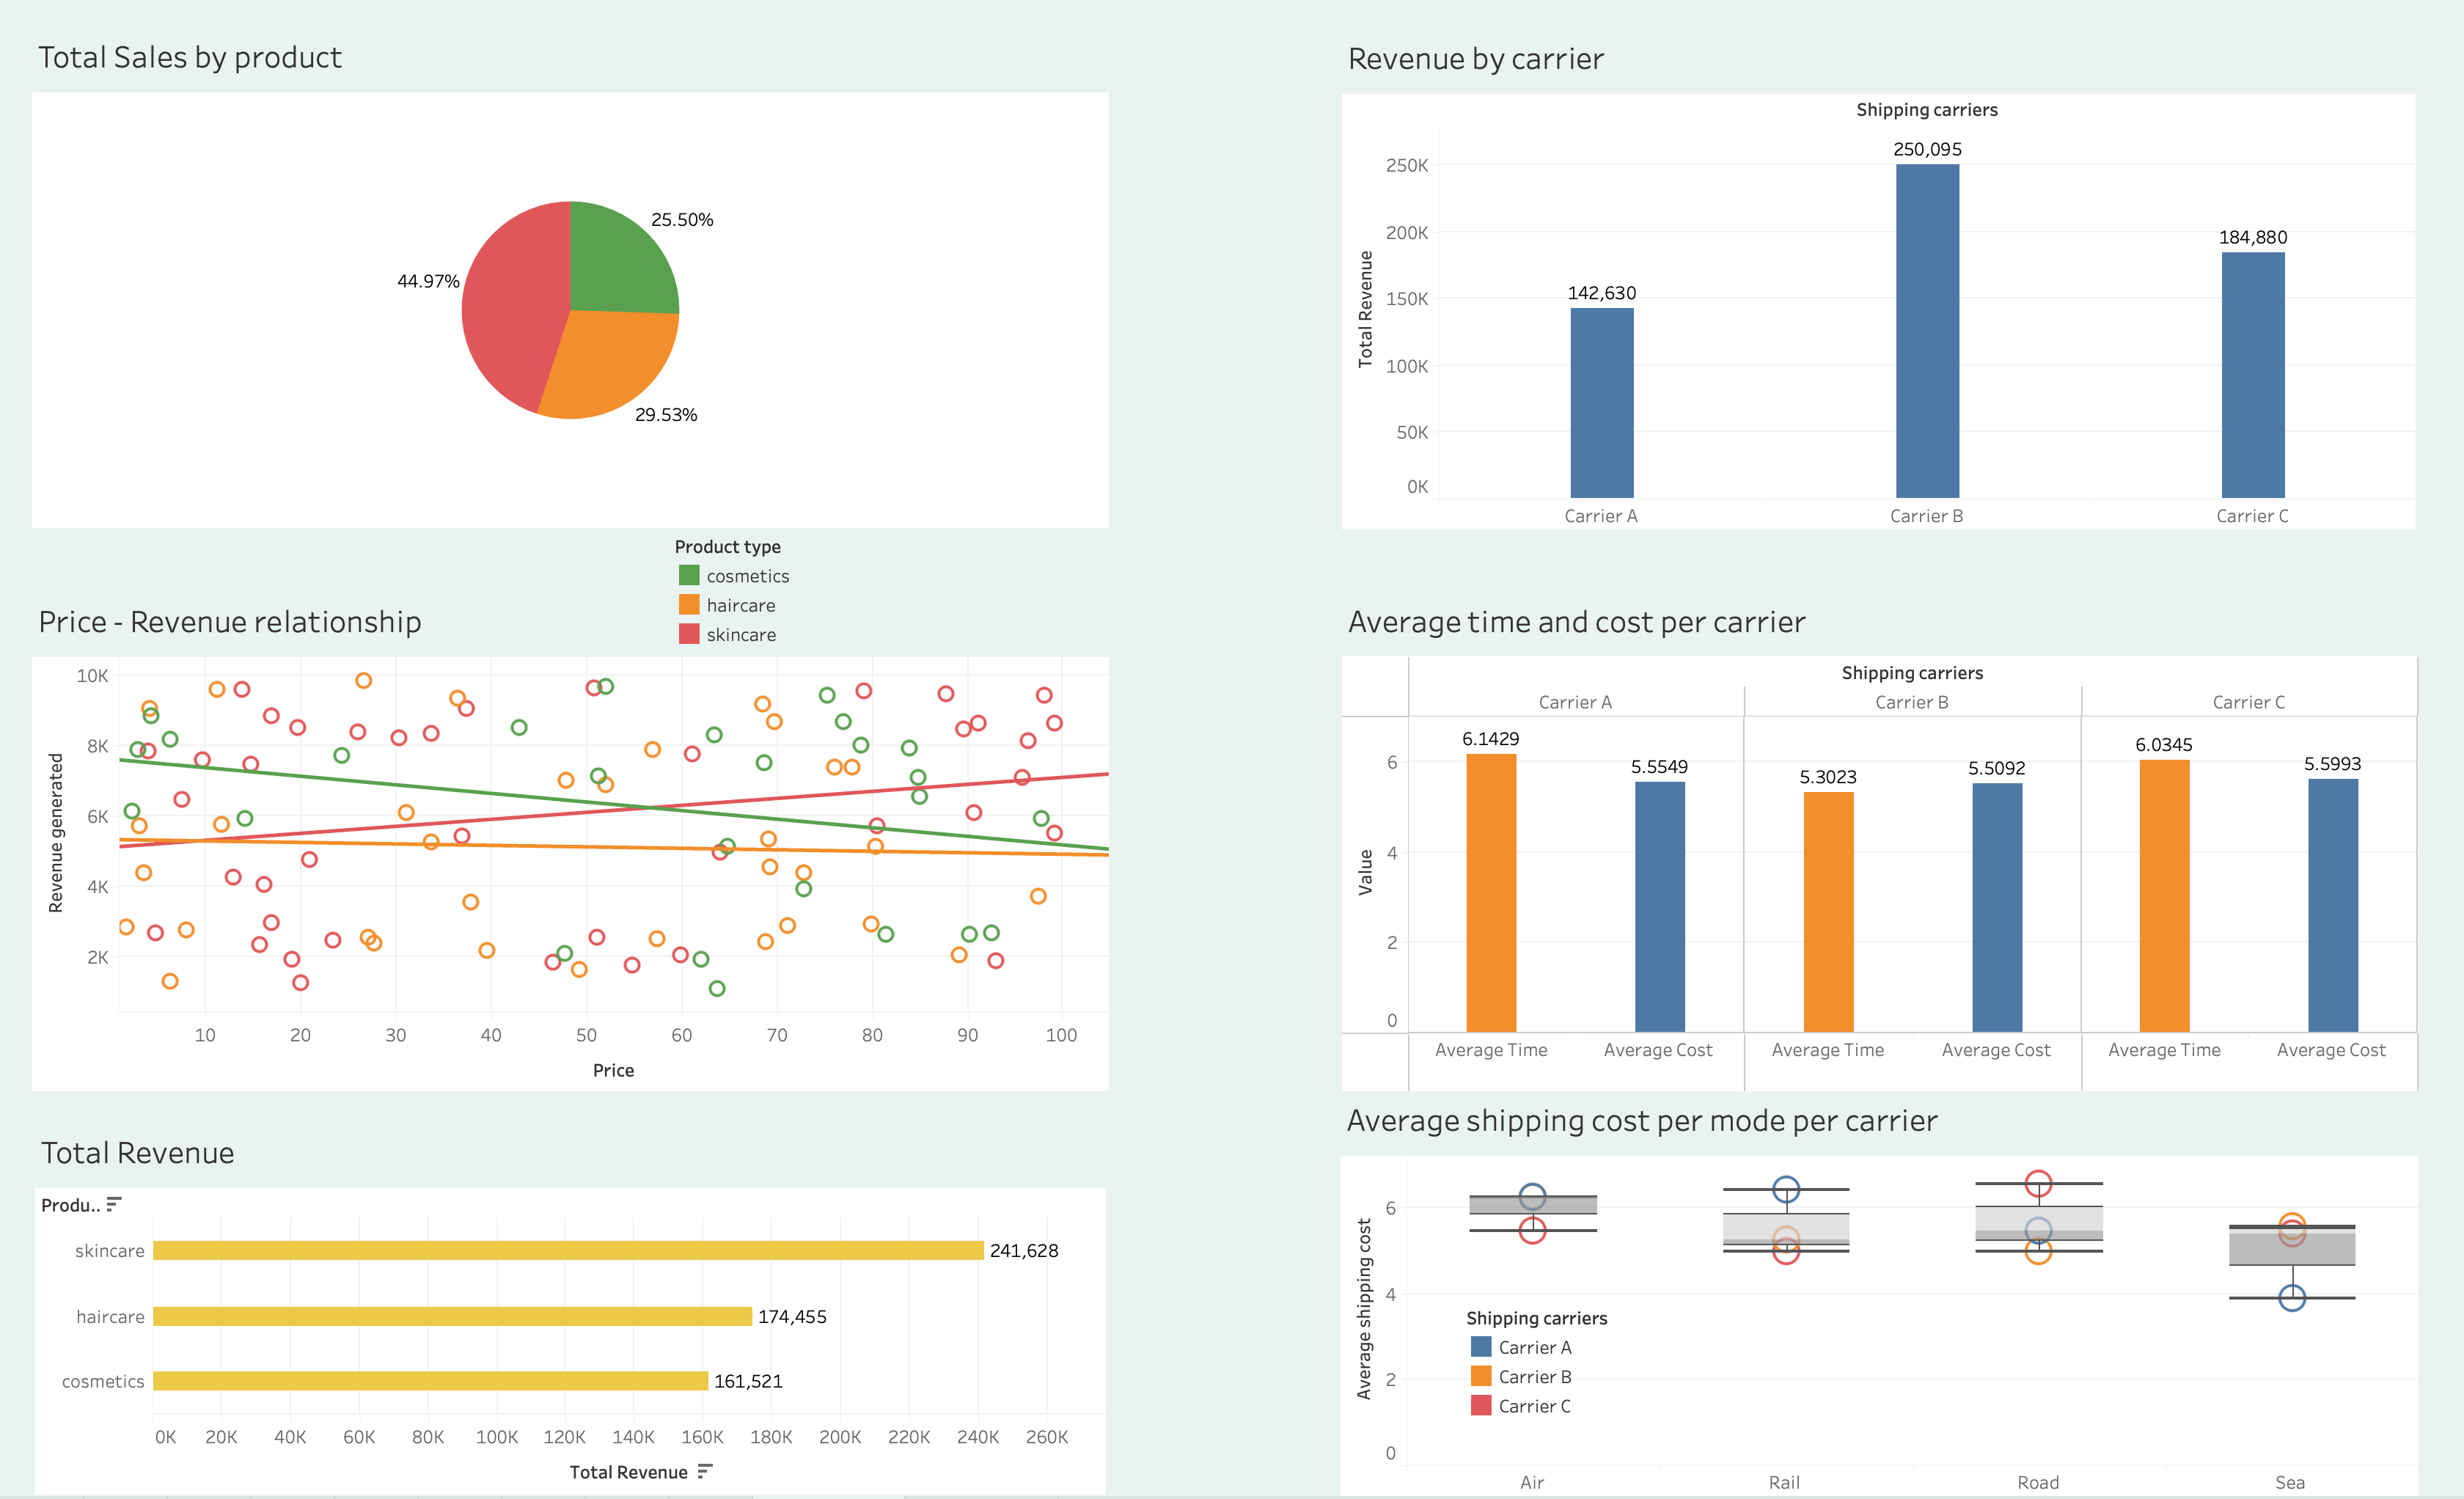 Total Sales by product
25.50%
44.97%
29.53%
Product type
cosmetics
haircare
skincare
Price - Revenue relationship
10K
8K
6K
4K
2K
Revenue generated
10 20 30 40 50 60 70 80 90 100
Price
Total Revenue
Produ..
skincare 241,628
haircare 174,455
cosmetics 161,521
0K 20K 40K 60K 80K 100K 120K 140K 160K 180K 200K 220K 240K 260K
Total Revenue
Revenue by carrier
Shipping carriers
250,095
250K
184,880
200K
142,630
150K
100K
50K
0K
Total Revenue
Carrier A Carrier B Carrier C
Average time and cost per carrier
Shipping carriers
Carrier A Carrier B Carrier C
6.1429 5.5549 5.3023 5.5092 6.0345 5.5993
6
4
2
0
Value
Average Time Average Cost Average Time Average Cost Average Time Average Cost
Average shipping cost per mode per carrier
6
4
2
0
Average shipping cost
Shipping carriers
Carrier A
Carrier B
Carrier C
Air Rail Road Sea